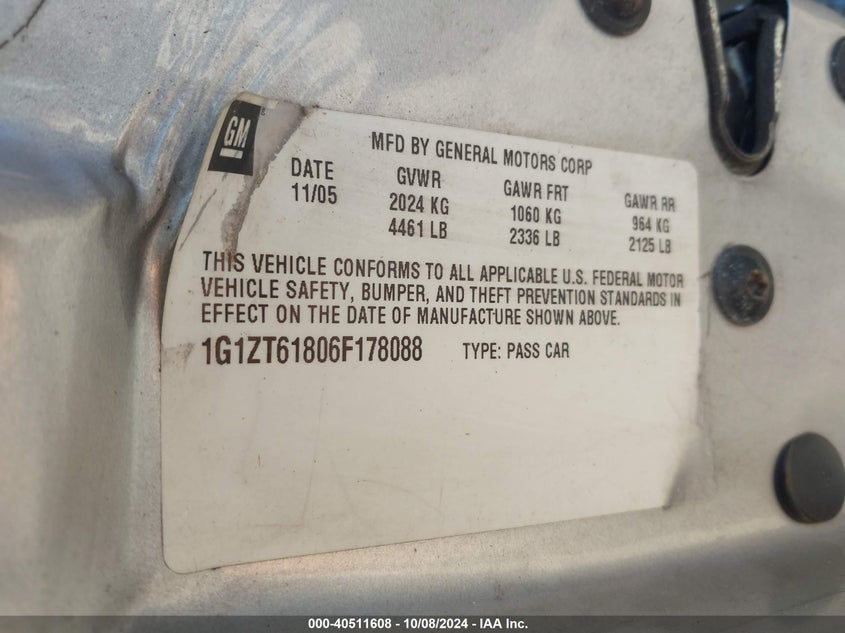 GM
MFD BY GENERAL MOTORS CORP
DATE GVWR GAWR FRT GAWR RR
11/05 2024 KG 1060 KG 964 KG
4461 LB 2336 LB 2125 LB
THIS VEHICLE CONFORMS TO ALL APPLICABLE U.S. FEDERAL MOTOR
VEHICLE SAFETY, BUMPER, AND THEFT PREVENTION STANDARDS IN
EFFECT ON THE DATE OF MANUFACTURE SHOWN ABOVE.
1G1ZT61806F178088 TYPE: PASS CAR
000-40511608 - 10/08/2024 - IAA Inc.